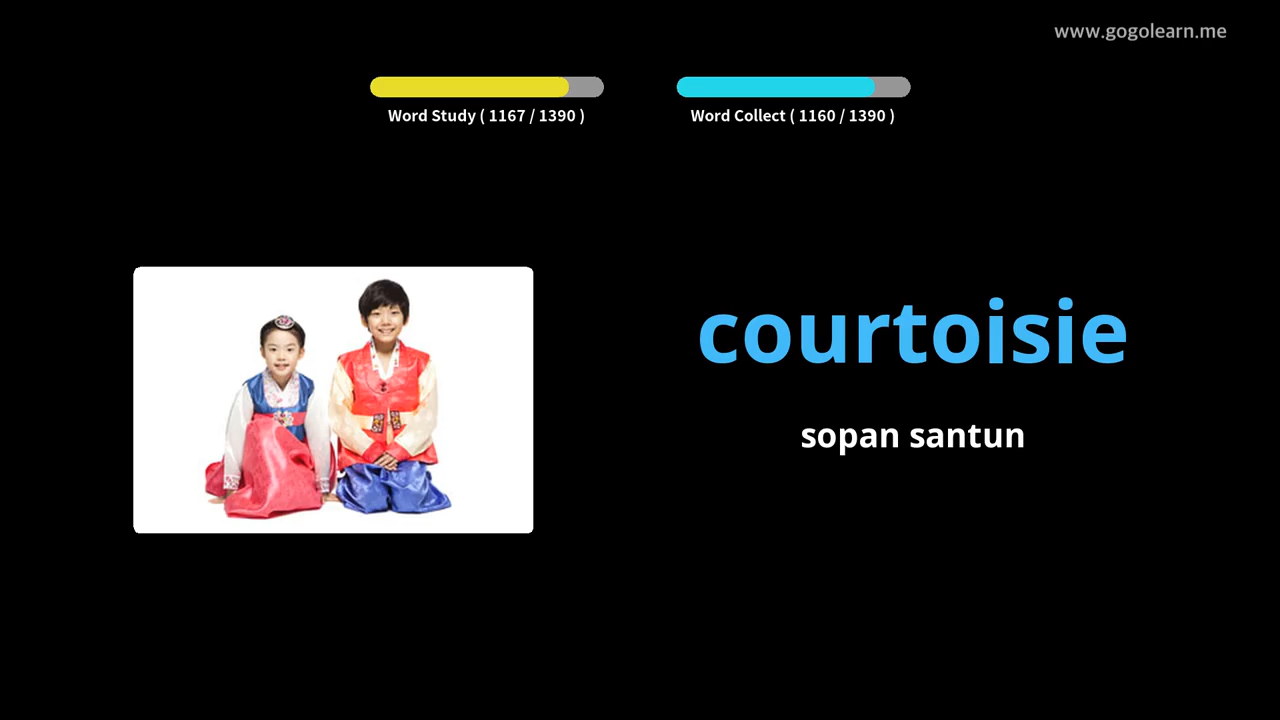 www.gogolearn.me
Word Study ( 1167 / 1390 )
Word Collect ( 1160 / 1390 )
courtoisie
sopan santun